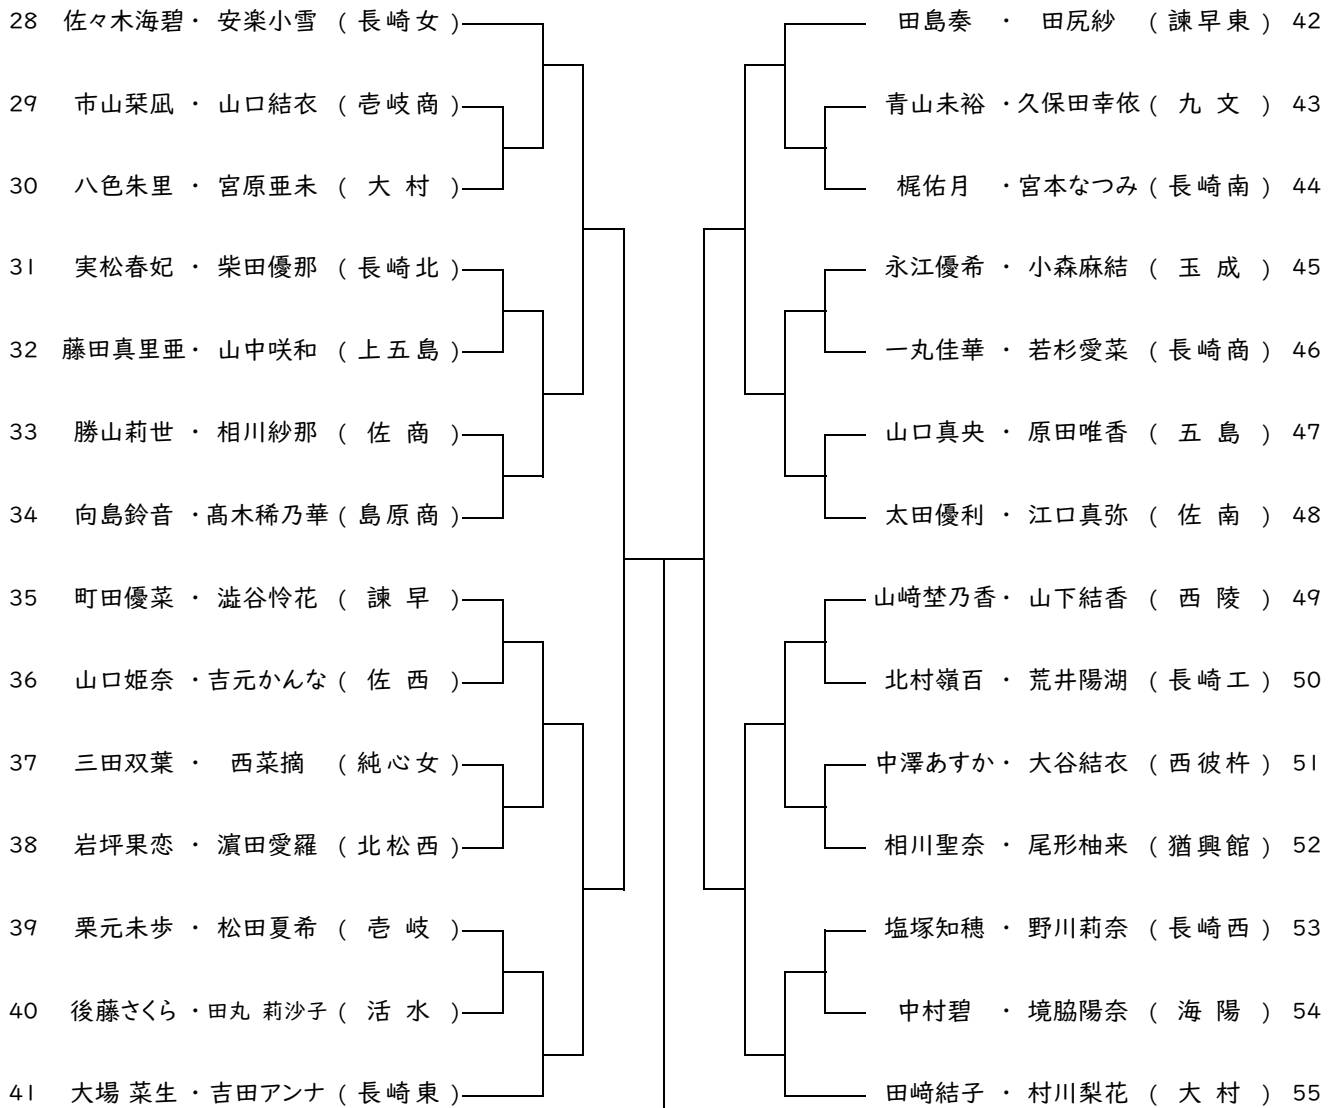 28 佐々木海碧・ 安楽小雪 ( 長崎女 )
29 市山栞凪 ・ 山口結衣 ( 壱岐商 )
30 八色朱里 ・ 宮原亜未 ( 大 村 )
31 実松春妃 ・ 柴田優那 ( 長崎北 )
32 藤田真里亜・ 山中咲和 ( 上五島 )
33 勝山莉世 ・ 相川紗那 ( 佐 商 )
34 向島鈴音 ・髙木稀乃華 ( 島原商 )
35 町田優菜 ・ 澁谷怜花 ( 諫 早 )
36 山口姫奈 ・吉元かんな ( 佐 西 )
37 三田双葉 ・ 西菜摘 ( 純心女 )
38 岩坪果恋 ・ 濵田愛羅 ( 北松西 )
39 栗元未歩 ・ 松田夏希 ( 壱 岐 )
40 後藤さくら ・田丸 莉沙子 ( 活 水 )
41 大場 菜生 ・吉田アンナ ( 長崎東 )
田島奏 ・ 田尻紗 ( 諫早東 ) 42
青山未裕 ・久保田幸依 ( 九 文 ) 43
梶佑月 ・宮本なつみ ( 長崎南 ) 44
永江優希 ・ 小森麻結 ( 玉 成 ) 45
一丸佳華 ・ 若杉愛菜 ( 長崎商 ) 46
山口真央 ・ 原田唯香 ( 五 島 ) 47
太田優利 ・ 江口真弥 ( 佐 南 ) 48
山﨑埜乃香・ 山下結香 ( 西 陵 ) 49
北村嶺百 ・ 荒井陽湖 ( 長崎工 ) 50
中澤あすか・ 大谷結衣 ( 西彼杵 ) 51
相川聖奈 ・ 尾形柚来 ( 猶興館 ) 52
塩塚知穂 ・ 野川莉奈 ( 長崎西 ) 53
中村碧 ・ 境脇陽奈 ( 海 陽 ) 54
田﨑結子 ・ 村川梨花 ( 大 村 ) 55